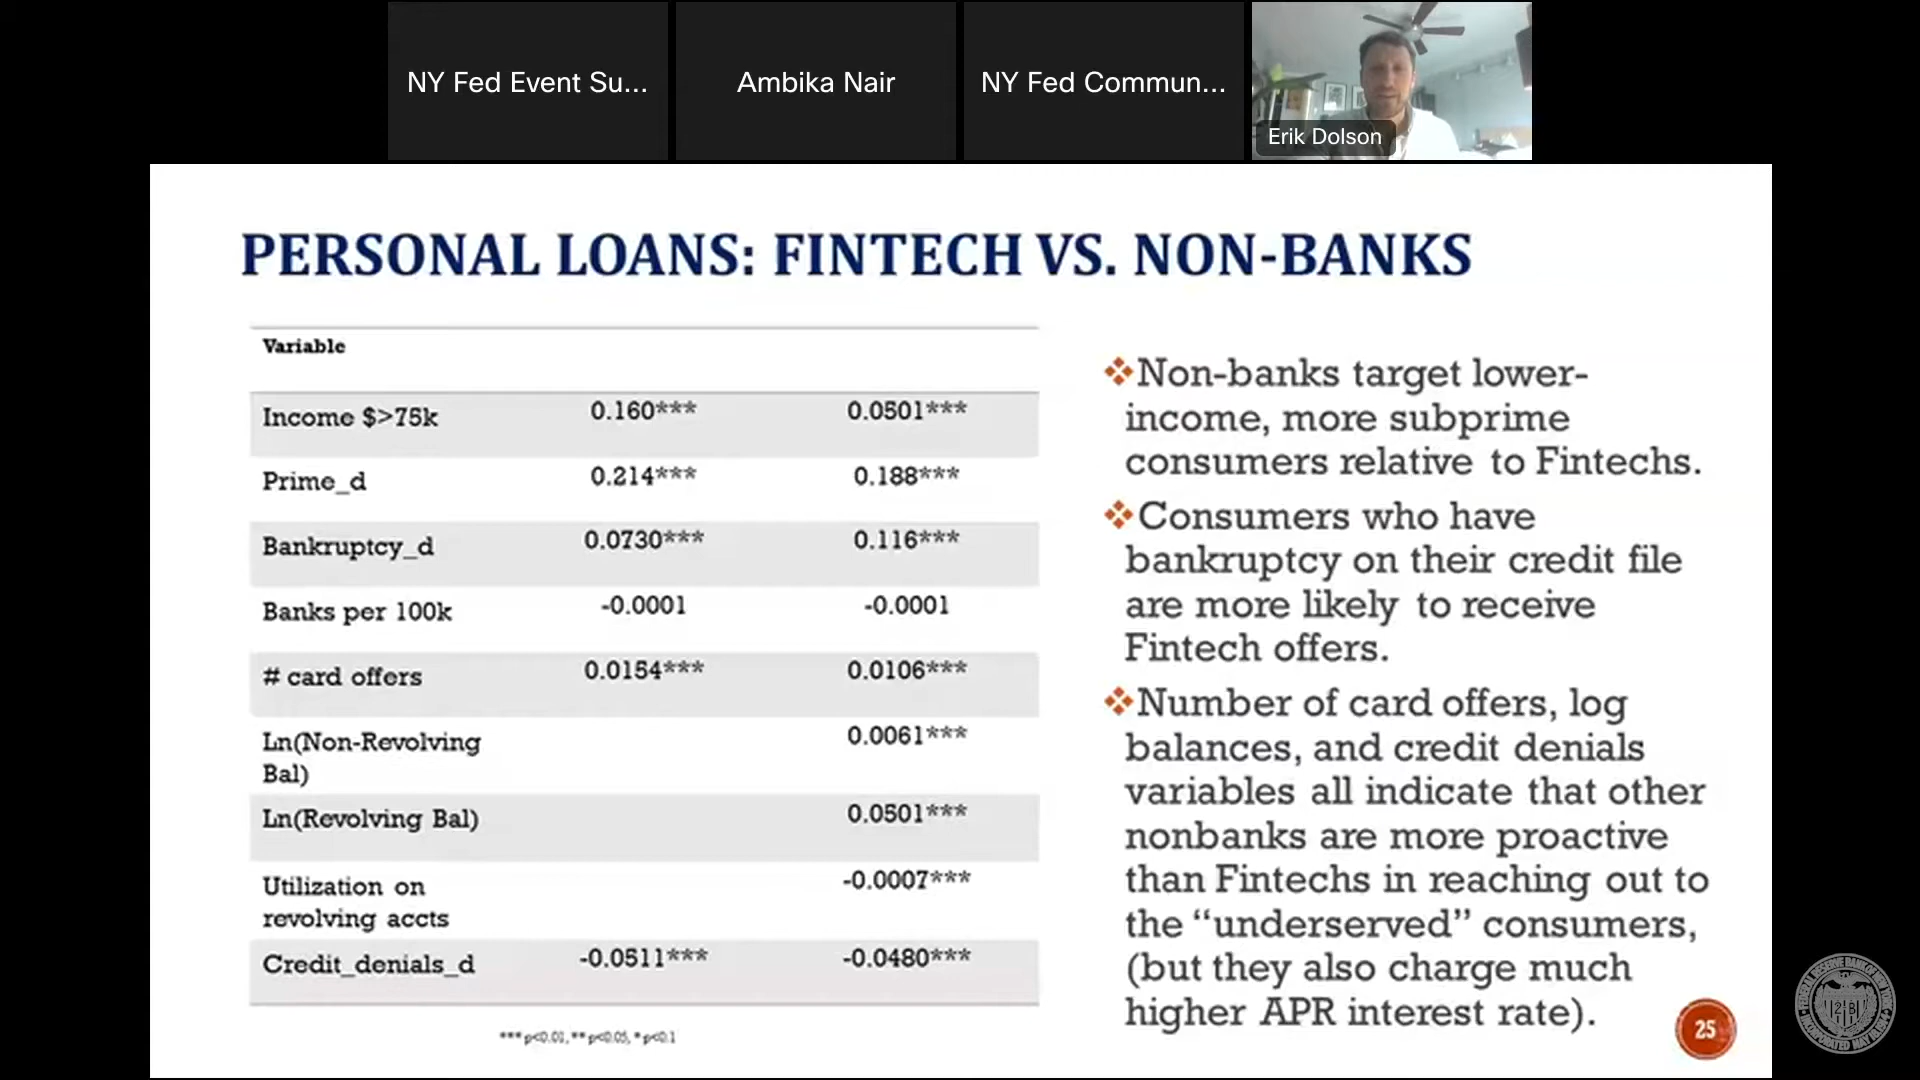 NY Fed Event Su...
Ambika Nair
NY Fed Commun...
Erik Dolson
PERSONAL LOANS: FINTECH VS. NON-BANKS
Variable
Income $>75k 0.160*** 0.0501***
Prime_d 0.214*** 0.188***
Bankruptcy_d 0.0730*** 0.116***
Banks per 100k -0.0001 -0.0001
# card offers 0.0154*** 0.0106***
Ln(Non-Revolving 0.0061***
Bal)
Ln(Revolving Bal) 0.0501***
Utilization on -0.0007***
revolving accts
Credit_denials_d -0.0511*** -0.0480***
*** p<0.01, ** p<0.05, * p<0.1
Non-banks target lower-
income, more subprime
consumers relative to Fintechs.
Consumers who have
bankruptcy on their credit file
are more likely to receive
Fintech offers.
Number of card offers, log
balances, and credit denials
variables all indicate that other
nonbanks are more proactive
than Fintechs in reaching out to
the “underserved” consumers,
(but they also charge much
higher APR interest rate).
25